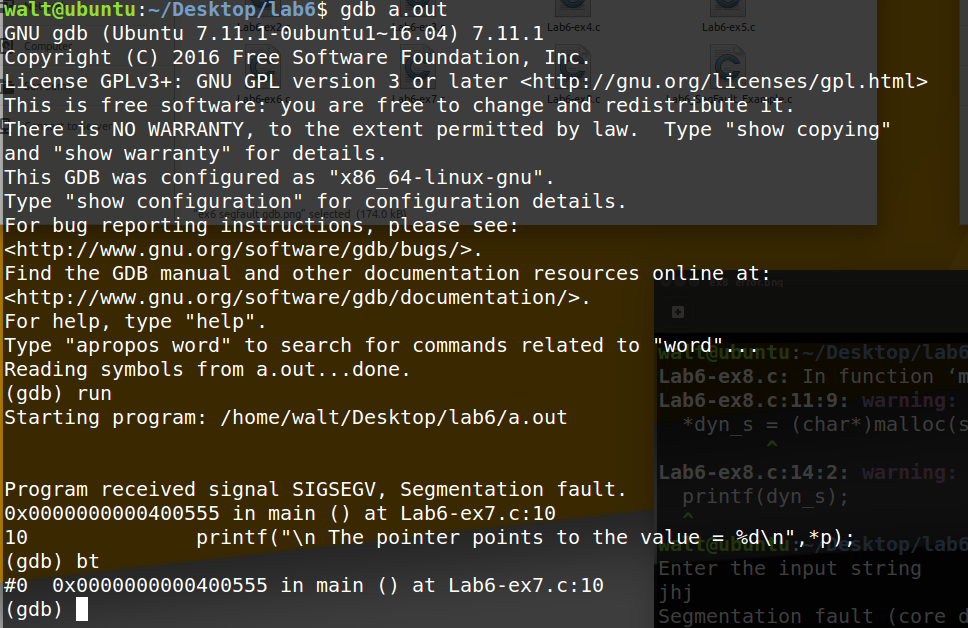 walt@ubuntu:~/Desktop/lab6$ gdb a.out
GNU gdb (Ubuntu 7.11.1-0ubuntu1~16.04) 7.11.1
Copyright (C) 2016 Free Software Foundation, Inc.
License GPLv3+: GNU GPL version 3 or later <http://gnu.org/licenses/gpl.html>
This is free software: you are free to change and redistribute it.
There is NO WARRANTY, to the extent permitted by law.  Type "show copying"
and "show warranty" for details.
This GDB was configured as "x86_64-linux-gnu".
Type "show configuration" for configuration details.
For bug reporting instructions, please see:
<http://www.gnu.org/software/gdb/bugs/>.
Find the GDB manual and other documentation resources online at:
<http://www.gnu.org/software/gdb/documentation/>.
For help, type "help".
Type "apropos word" to search for commands related to "word"...
Reading symbols from a.out...done.
(gdb) run
Starting program: /home/walt/Desktop/lab6/a.out
Program received signal SIGSEGV, Segmentation fault.
0x0000000000400555 in main () at Lab6-ex7.c:10
10              printf("\n The pointer points to the value = %d\n",*p);
(gdb) bt
#0  0x0000000000400555 in main () at Lab6-ex7.c:10
(gdb)
Lab6-ex4.c
Lab6-ex5.c
Computer
"ex6 segfault gdb.png" selected (174.0 kB)
walt@ubuntu:~/Desktop/lab6
Lab6-ex8.c: In function ‘m
Lab6-ex8.c:11:9: warning:
*dyn_s = (char*)malloc(s
^
Lab6-ex8.c:14:2: warning:
printf(dyn_s);
^
walt@ubuntu:~/Desktop/lab6
Enter the input string
jhj
Segmentation fault (core d